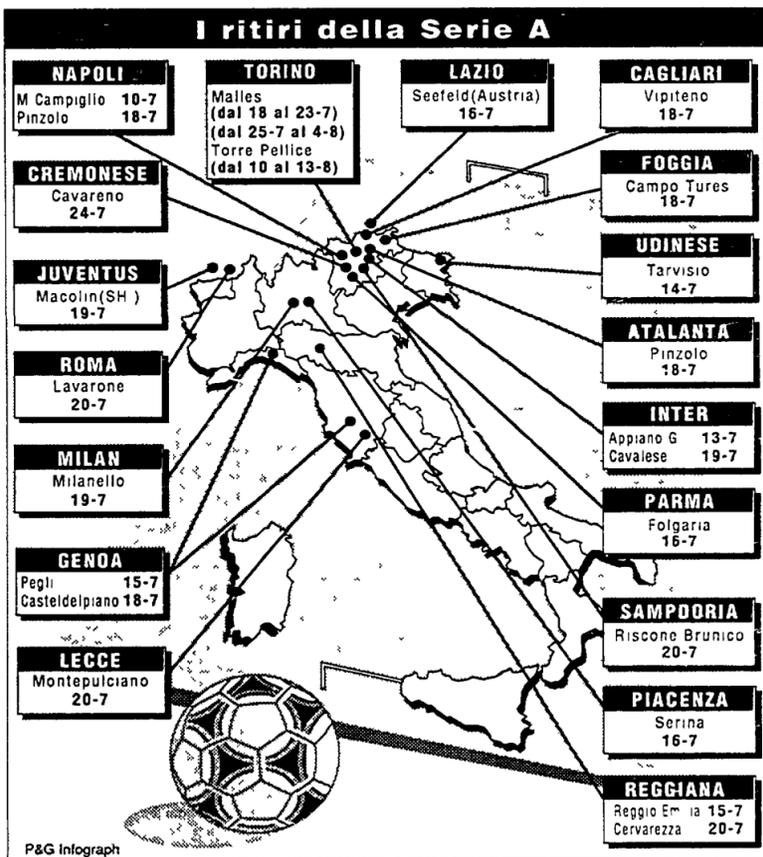 I ritiri della Serie A
NAPOLI
M Campiglio 10-7
Pinzolo 18-7
TORINO
Malles
(dal 18 al 23-7)
(dal 25-7 al 4-8)
Torre Pellice
(dal 10 al 13-8)
LAZIO
Seefeld(Austria)
16-7
CAGLIARI
Vipiteno
18-7
CREMONESE
Cavareno
24-7
FOGGIA
Campo Tures
18-7
JUVENTUS
Macolin(SH )
19-7
UDINESE
Tarvisio
14-7
ROMA
Lavarone
20-7
ATALANTA
Pinzolo
18-7
MILAN
Milanello
19-7
INTER
Appiano G 13-7
Cavalese 19-7
GENOA
Pegli 15-7
Casteldelpiano 18-7
PARMA
Folgaria
16-7
LECCE
Montepulciano
20-7
SAMPDORIA
Riscone Brunico
20-7
PIACENZA
Serina
16-7
REGGIANA
Reggio 15-7
Cervarezza 20-7
P&G Infograph